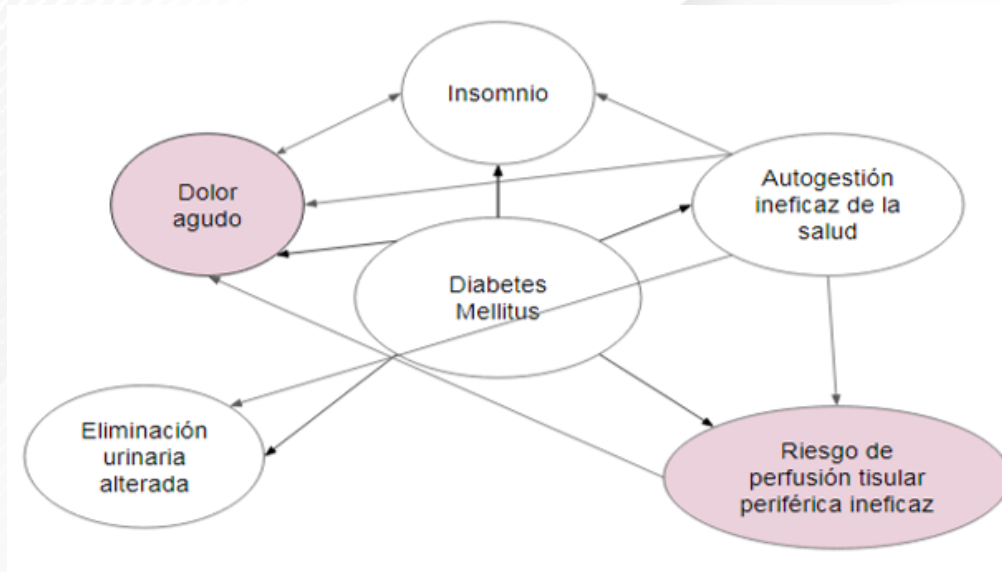 Insomnio
Dolor
agudo
Autogestión
ineficaz de la
salud
Diabetes
Mellitus
Eliminación
urinaria
alterada
Riesgo de
perfusión tisular
periférica ineficaz